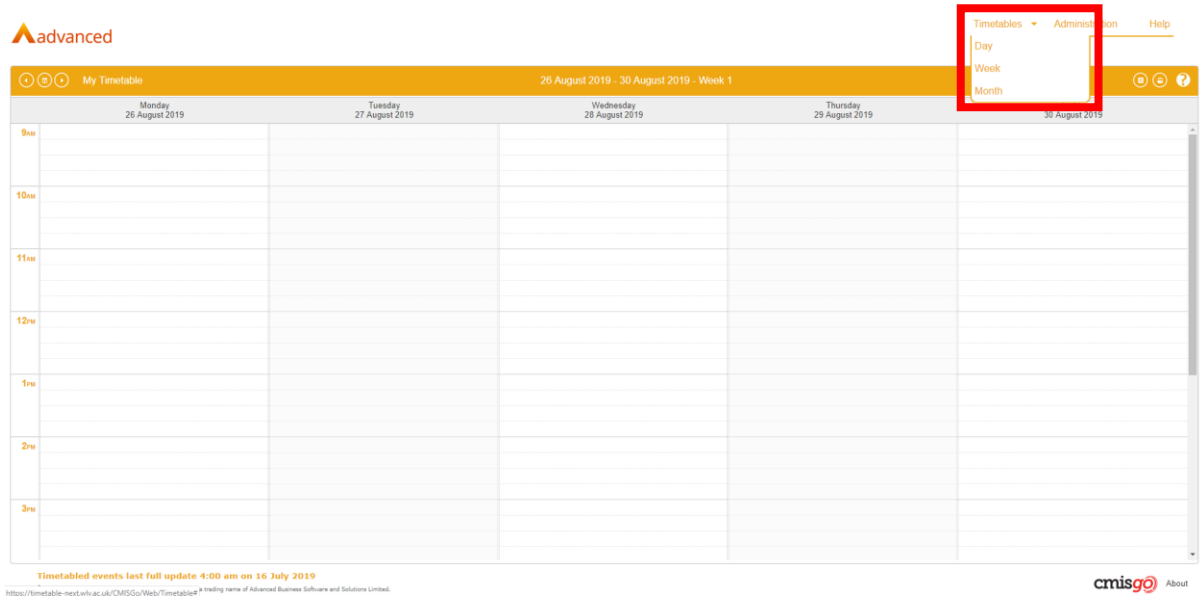 advanced
Timetables Administration Help
Day
Week
Month
My Timetable 26 August 2019 - 30 August 2019 - Week 1
Monday Tuesday Wednesday Thursday
26 August 2019 27 August 2019 28 August 2019 29 August 2019 30 August 2019
9AM
10AM
11AM
12PM
1PM
2PM
3PM
Timetabled events last full update 4:00 am on 16 July 2019
https://timetable-next.wlv.ac.uk/CMISGo/Web/Timetable# a trading name of Advanced Business Software and Solutions Limited.
cmisgo About